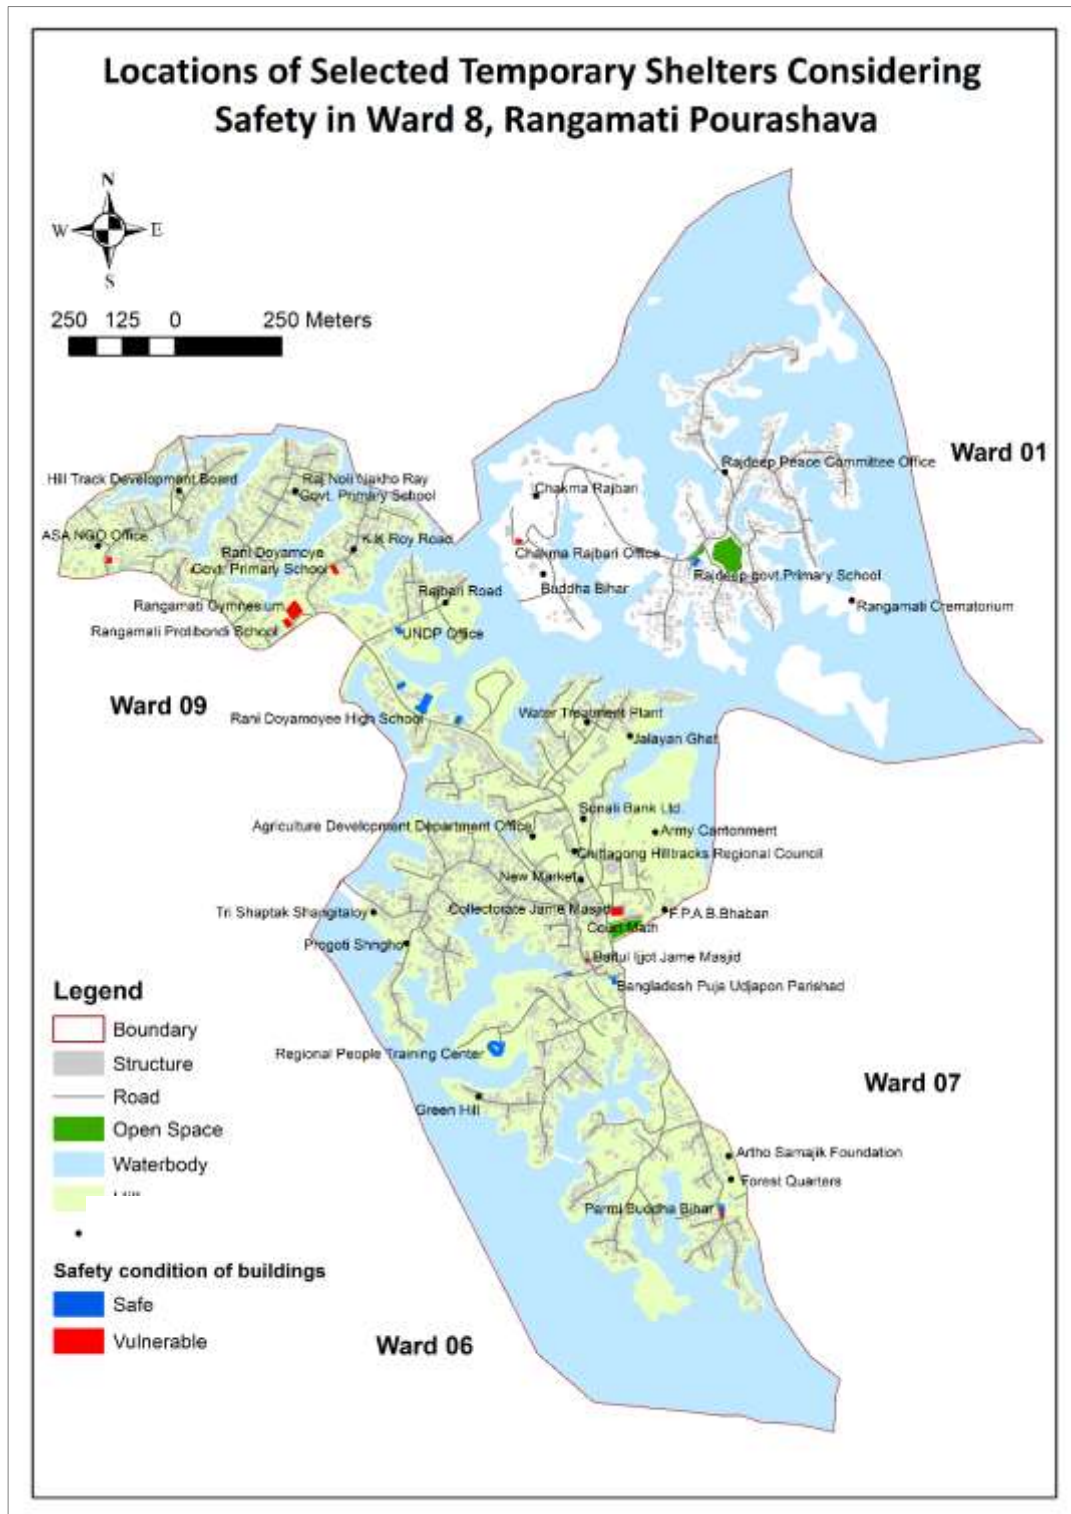 Locations of Selected Temporary Shelters Considering
Safety in Ward 8, Rangamati Pourashava
N
W
E
S
250 125 0 250 Meters
Ward 01
Rajdeep Peace Committee Office
Hill Track Development Board
Raj Noli Nakho Ray
Govt. Primary School
Chakma Rajbari
ASA NGO Office
K.K Roy Road
Rani Doyamoye
Govt. Primary School
Chakma Rajbari Office
Rajdeep govt.Primary School
Buddha Bihar
Rajbari Road
Rangamati Gymnesium
Rangamati Crematorium
Rangamati Protibondi School
UNDP Office
Ward 09
Rani Doyamoyee High School
Water Treatment Plant
Jalayan Ghat
Sonali Bank Ltd.
Agriculture Development Department Office
Army Cantonment
Chittagong Hilltracks Regional Council
New Market
Tri Shaptak Shangitaloy
Collectorate Jame Masjid
F.P.A.B.Bhaban
Court Math
Progoti Shngho
Baitul Ijjot Jame Masjid
Bangladesh Puja Udjapon Parishad
Legend
Boundary
Structure
Road
Open Space
Waterbody
Regional People Training Center
Ward 07
Green Hill
Artho Samajik Foundation
Forest Quarters
Parmi Buddha Bihar
Safety condition of buildings
Safe
Vulnerable
Ward 06